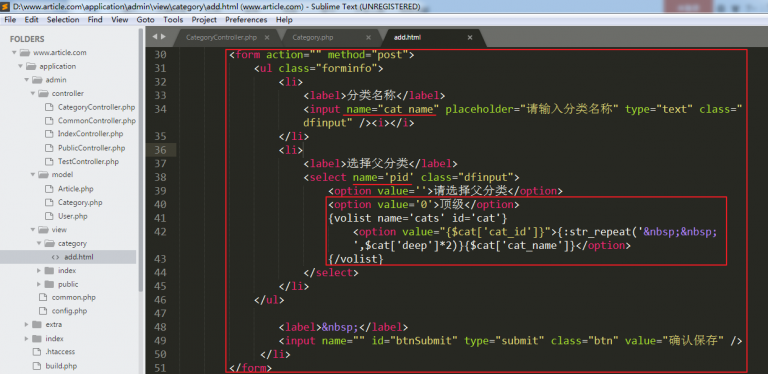 D:\www.article.com\application\admin\view\category\add.html (www.article.com) - Sublime Text (UNREGISTERED)
File Edit Selection Find View Goto Tools Project Preferences Help
FOLDERS
www.article.com
application
admin
controller
CategoryController.php
CommonController.php
IndexController.php
PublicController.php
TestController.php
model
Article.php
Category.php
User.php
view
category
add.html
index
public
common.php
config.php
extra
index
.htaccess
build.php
CategoryController.php
Category.php
add.html
30 <form action="" method="post">
31 <ul class="forminfo">
32 <li>
33 <label>分类名称</label>
34 <input name="cat_name" placeholder="请输入分类名称" type="text" class="
dfinput" /><i></i>
35 </li>
36 <li>
37 <label>选择父分类</label>
38 <select name='pid' class="dfinput">
39 <option value=''>请选择父分类</option>
40 <option value='0'>顶级</option>
41 {volist name='cats' id='cat'}
42 <option value="{$cat['cat_id']}">{:str_repeat('&nbsp;&nbsp;
',$cat['deep']*2)}{$cat['cat_name']}</option>
43 {/volist}
44 </select>
45 </li>
46 </ul>
47
48 <label>&nbsp;</label>
49 <input name="" id="btnSubmit" type="submit" class="btn" value="确认保存" />
50 </li>
51 </form>